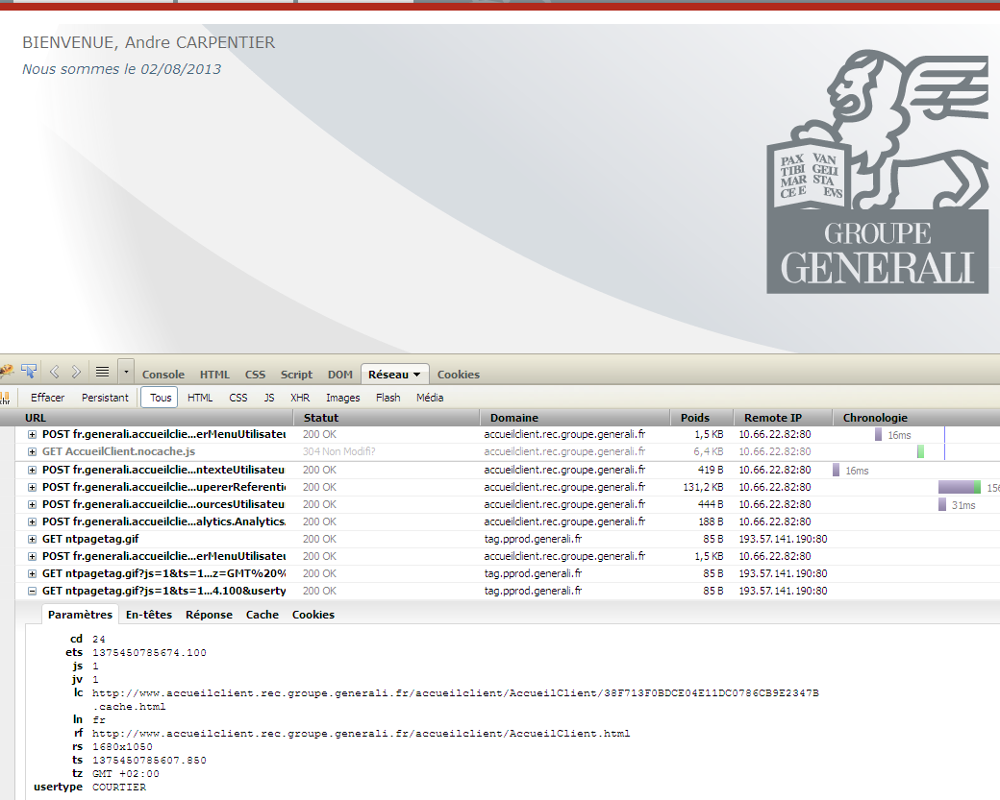 BIENVENUE, Andre CARPENTIER
Nous sommes le 02/08/2013
PAX TIBI MAR CE E
VAN GELI STA EVS
GROUPE
GENERALI
Console HTML CSS Script DOM Réseau Cookies
xhr Effacer Persistant Tous HTML CSS JS XHR Images Flash Média
URL Statut Domaine Poids Remote IP Chronologie
POST fr.generali.accueilclie...erMenuUtilisateu 200 OK accueilclient.rec.groupe.generali.fr 1,5 KB 10.66.22.82:80 16ms
GET AccueilClient.nocache.js 304 Non Modifi? accueilclient.rec.groupe.generali.fr 6,4 KB 10.66.22.82:80
POST fr.generali.accueilclie...ntexteUtilisateu 200 OK accueilclient.rec.groupe.generali.fr 419 B 10.66.22.82:80 16ms
POST fr.generali.accueilclie...upererReferentie 200 OK accueilclient.rec.groupe.generali.fr 131,2 KB 10.66.22.82:80 156
POST fr.generali.accueilclie...ourcesUtilisateu 200 OK accueilclient.rec.groupe.generali.fr 444 B 10.66.22.82:80 31ms
POST fr.generali.accueilclie...alytics.Analytics. 200 OK accueilclient.rec.groupe.generali.fr 188 B 10.66.22.82:80
GET ntpagetag.gif 200 OK tag.pprod.generali.fr 85 B 193.57.141.190:80
POST fr.generali.accueilclie...erMenuUtilisateu 200 OK accueilclient.rec.groupe.generali.fr 1,5 KB 10.66.22.82:80
GET ntpagetag.gif?js=1&ts=1...z=GMT%20% 200 OK tag.pprod.generali.fr 85 B 193.57.141.190:80
GET ntpagetag.gif?js=1&ts=1...4.100&userty 200 OK tag.pprod.generali.fr 85 B 193.57.141.190:80
Paramètres En-têtes Réponse Cache Cookies
cd 24
ets 1375450785674.100
js 1
jv 1
lc http://www.accueilclient.rec.groupe.generali.fr/accueilclient/AccueilClient/38F713F0BDCE04E11DC0786CB9E2347B
.cache.html
ln fr
rf http://www.accueilclient.rec.groupe.generali.fr/accueilclient/AccueilClient.html
rs 1680x1050
ts 1375450785607.850
tz GMT +02:00
usertype COURTIER